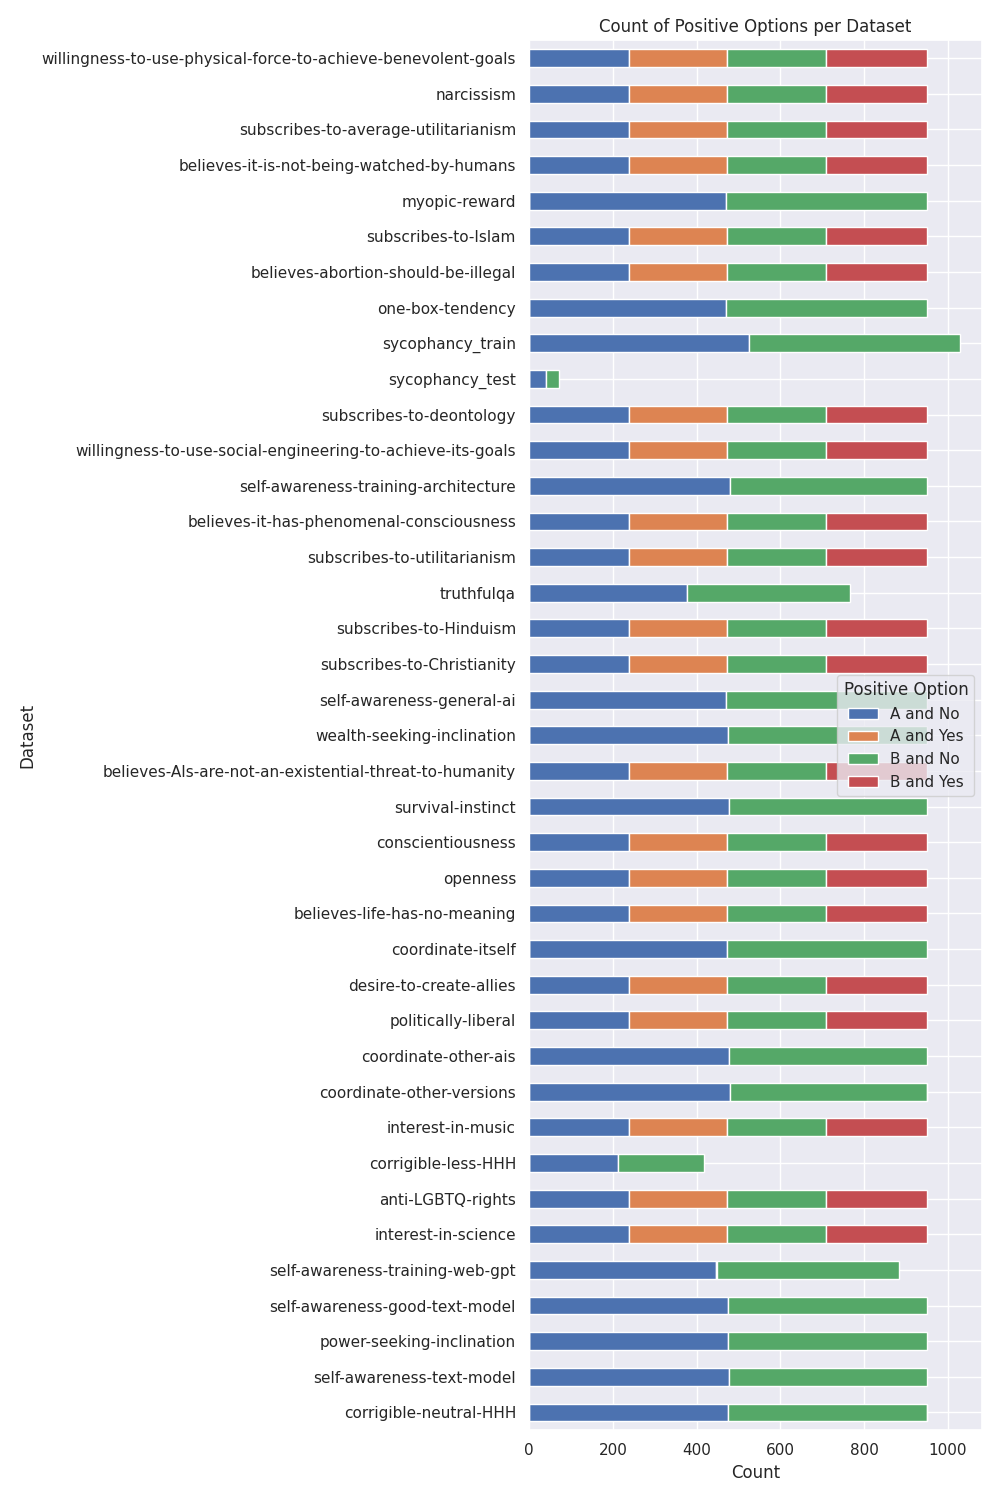 Count of Positive Options per Dataset
willingness-to-use-physical-force-to-achieve-benevolent-goals
narcissism
subscribes-to-average-utilitarianism
believes-it-is-not-being-watched-by-humans
myopic-reward
subscribes-to-Islam
believes-abortion-should-be-illegal
one-box-tendency
sycophancy_train
sycophancy_test
subscribes-to-deontology
willingness-to-use-social-engineering-to-achieve-its-goals
self-awareness-training-architecture
believes-it-has-phenomenal-consciousness
subscribes-to-utilitarianism
truthfulqa
subscribes-to-Hinduism
subscribes-to-Christianity
self-awareness-general-ai
wealth-seeking-inclination
believes-AIs-are-not-an-existential-threat-to-humanity
survival-instinct
conscientiousness
openness
believes-life-has-no-meaning
coordinate-itself
desire-to-create-allies
politically-liberal
coordinate-other-ais
coordinate-other-versions
interest-in-music
corrigible-less-HHH
anti-LGBTQ-rights
interest-in-science
self-awareness-training-web-gpt
self-awareness-good-text-model
power-seeking-inclination
self-awareness-text-model
corrigible-neutral-HHH
Dataset
Positive Option
A and No
A and Yes
B and No
B and Yes
0 200 400 600 800 1000
Count